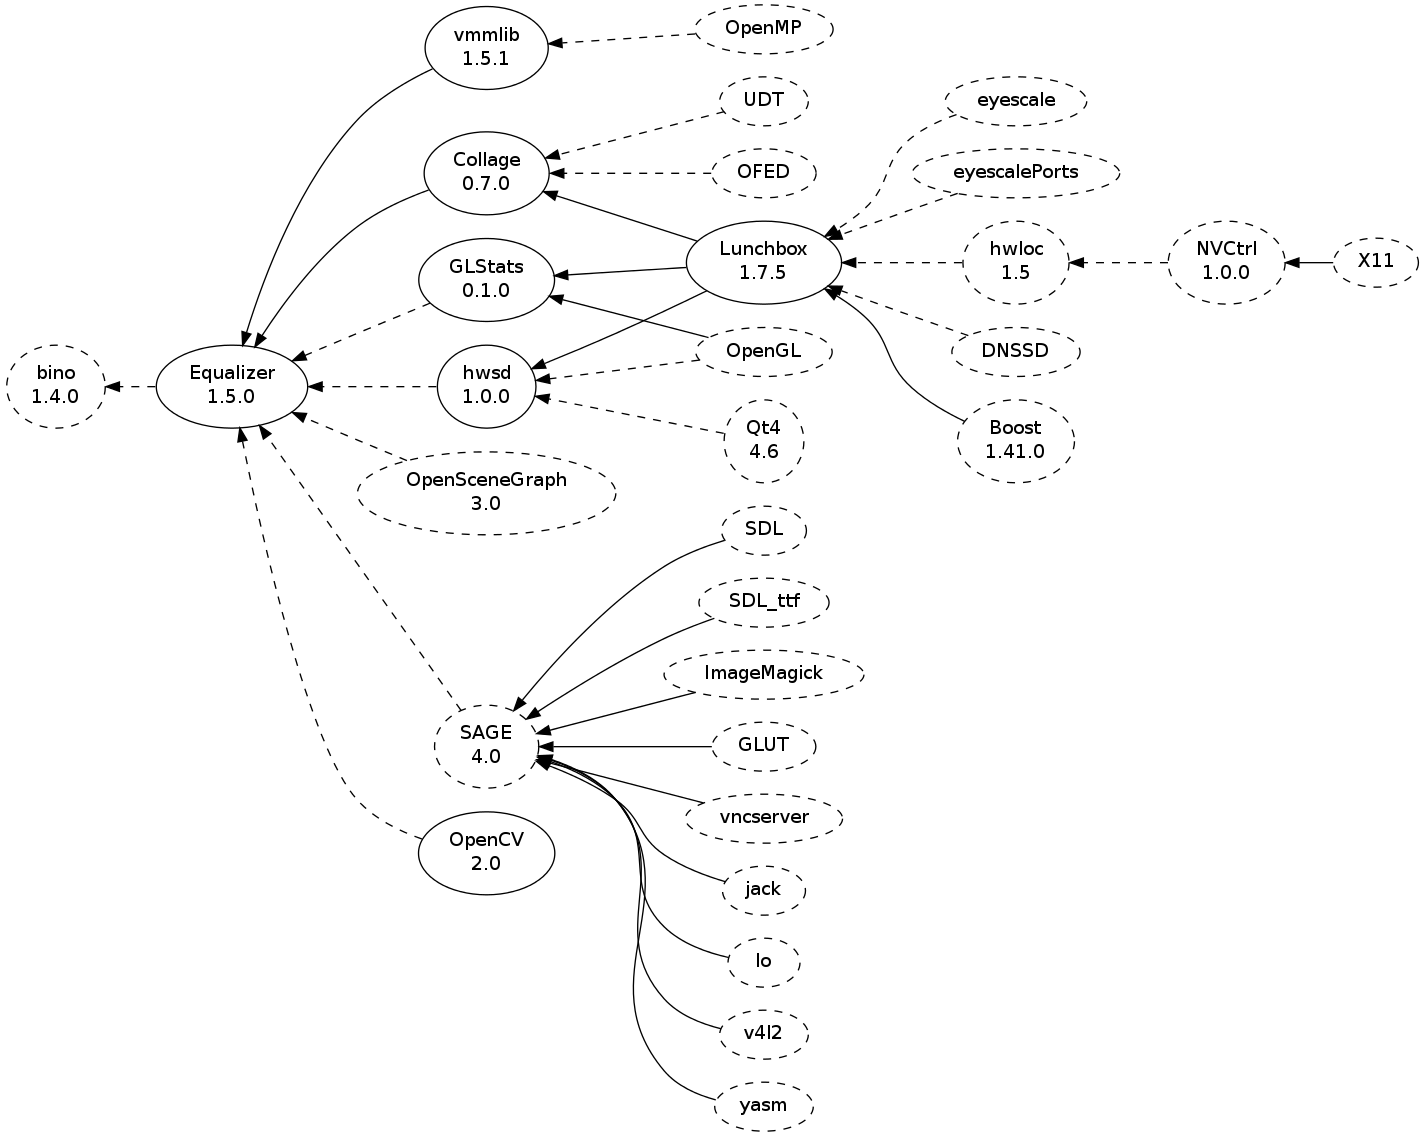 OpenMP
vmmlib
1.5.1
UDT
eyescale
Collage
0.7.0
OFED
eyescalePorts
Lunchbox
1.7.5
hwloc
1.5
NVCtrl
1.0.0
X11
GLStats
0.1.0
OpenGL
DNSSD
bino
1.4.0
Equalizer
1.5.0
hwsd
1.0.0
Qt4
4.6
Boost
1.41.0
OpenSceneGraph
3.0
SDL
SDL_ttf
ImageMagick
SAGE
4.0
GLUT
vncserver
OpenCV
2.0
jack
lo
v4l2
yasm